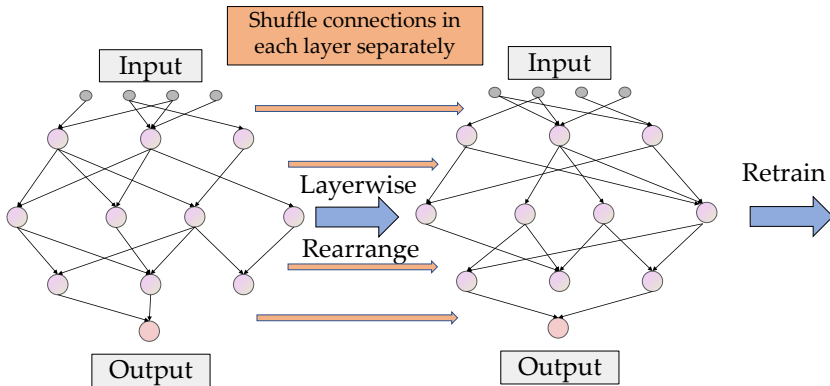 Shuffle connections in
each layer separately
Input
Input
Layerwise
Rearrange
Retrain
Output
Output